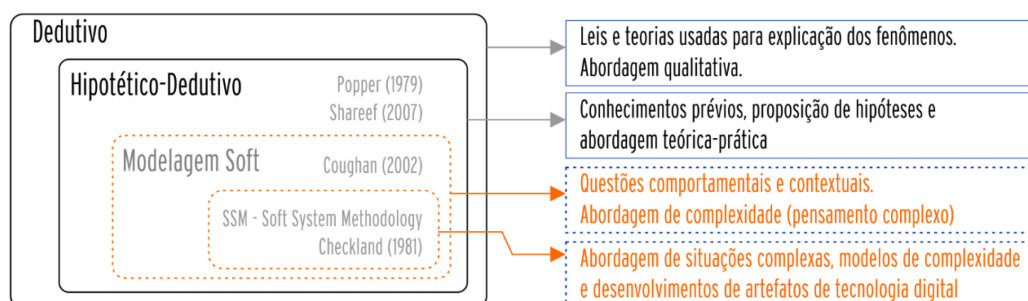 Dedutivo
Hipotético-Dedutivo
Popper (1979)
Shareef (2007)
Modelagem Soft
Coughan (2002)
SSM - Soft System Methodology
Checkland (1981)
Leis e teorias usadas para explicação dos fenômenos.
Abordagem qualitativa.
Conhecimentos prévios, proposição de hipóteses e
abordagem teórica-prática
Questões comportamentais e contextuais.
Abordagem de complexidade (pensamento complexo)
Abordagem de situações complexas, modelos de complexidade
e desenvolvimentos de artefatos de tecnologia digital